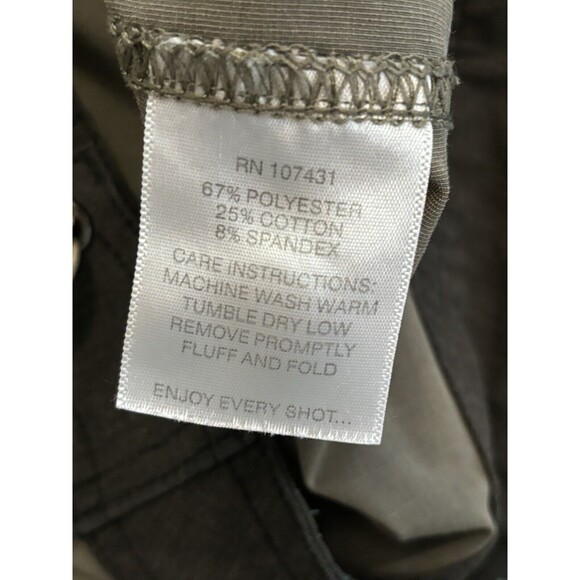 RN 107431
67% POLYESTER
25% COTTON
8% SPANDEX
CARE INSTRUCTIONS:
MACHINE WASH WARM
TUMBLE DRY LOW
REMOVE PROMPTLY
FLUFF AND FOLD
ENJOY EVERY SHOT...